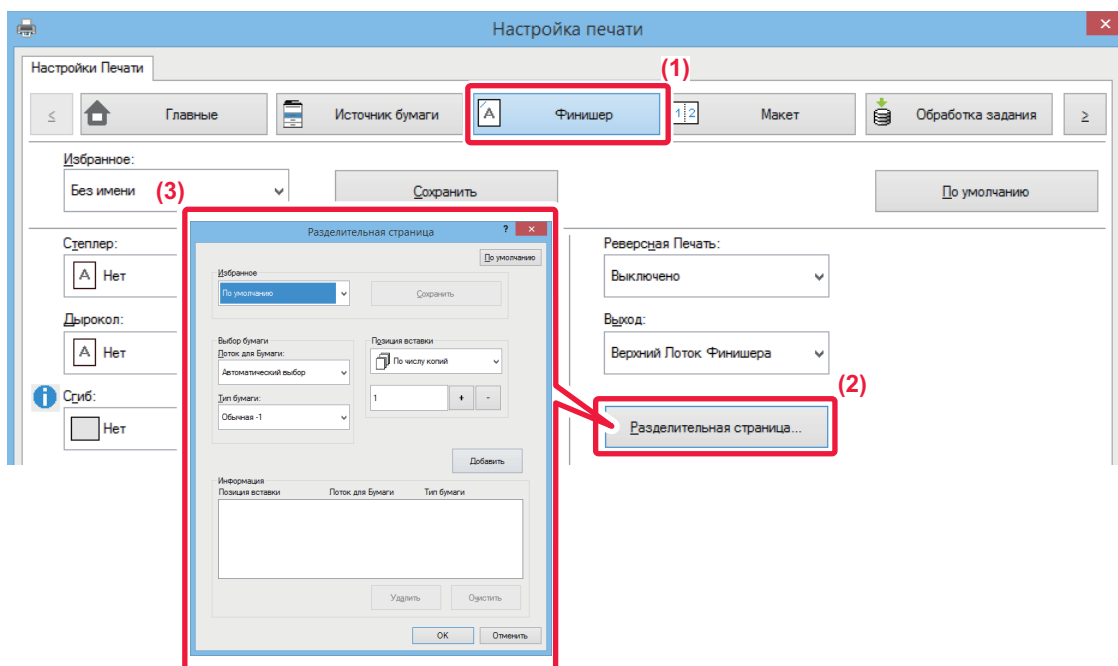 Настройка печати
Настройки Печати
(1)
<
Главные
Источник бумаги
A
Финишер
1 2
Макет
Обработка задания
>
Избранное:
Без имени
Сохранить
По умолчанию
(3)
Степлер:
A
Нет
Дырокол:
A
Нет
Сгиб:
Нет
Разделительная страница
?
По умолчанию
Избранное
По умолчанию
Сохранить
Выбор бумаги
Лоток для Бумаги:
Автоматический выбор
Тип бумаги:
Обычная -1
Позиция вставки
По числу копий
1
+
-
Добавить
Информация
Позиция вставки Лоток для Бумаги Тип бумаги
Удалить
Очистить
OK
Отменить
Реверсная Печать:
Выключено
Выход:
Верхний Лоток Финишера
(2)
Разделительная страница...